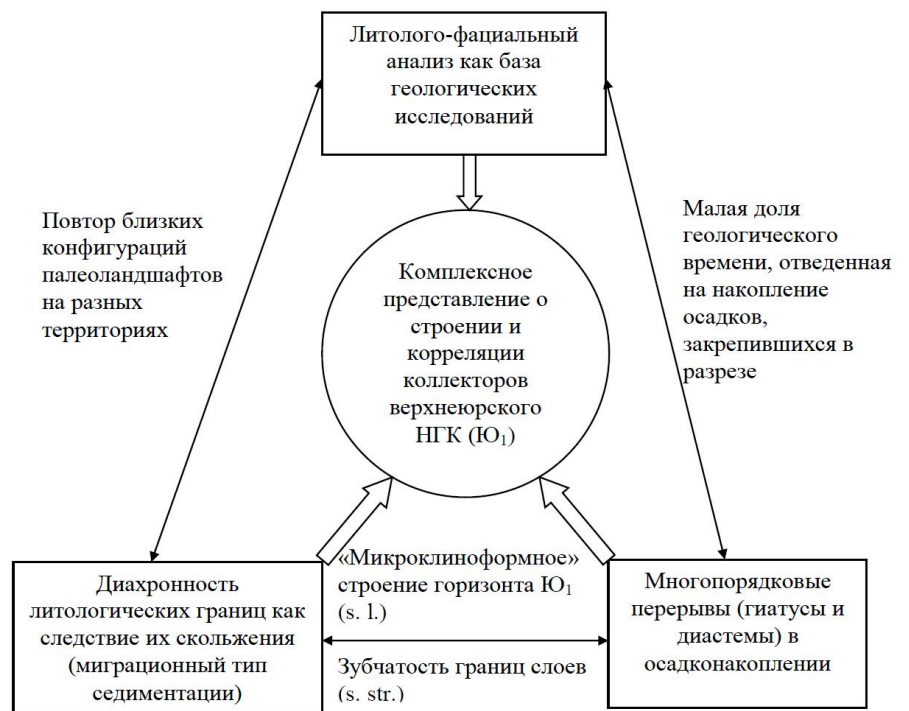 Литолого-фациальный
анализ как база
геологических
исследований
Повтор близких
конфигураций
палеоландшафтов
на разных
территориях
Малая доля
геологического
времени, отведенная
на накопление
осадков,
закрепившихся в
разрезе
Комплексное
представление о
строении и
корреляции
коллекторов
верхнеюрского
НГК (Ю₁)
«Микроклиноформное»
строение горизонта Ю₁
(s. l.)
Зубчатость границ слоев
(s. str.)
Диахронность
литологических границ как
следствие их скольжения
(миграционный тип
седиментации)
Многопорядковые
перерывы (гиатусы и
диастемы) в
осадконакоплении